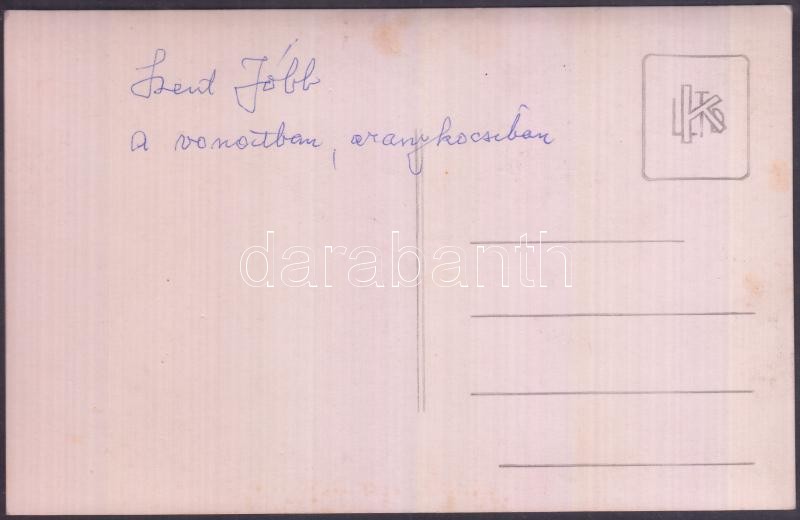 Szent Jóbb
a vonatban, aranykocsiban
darabanth